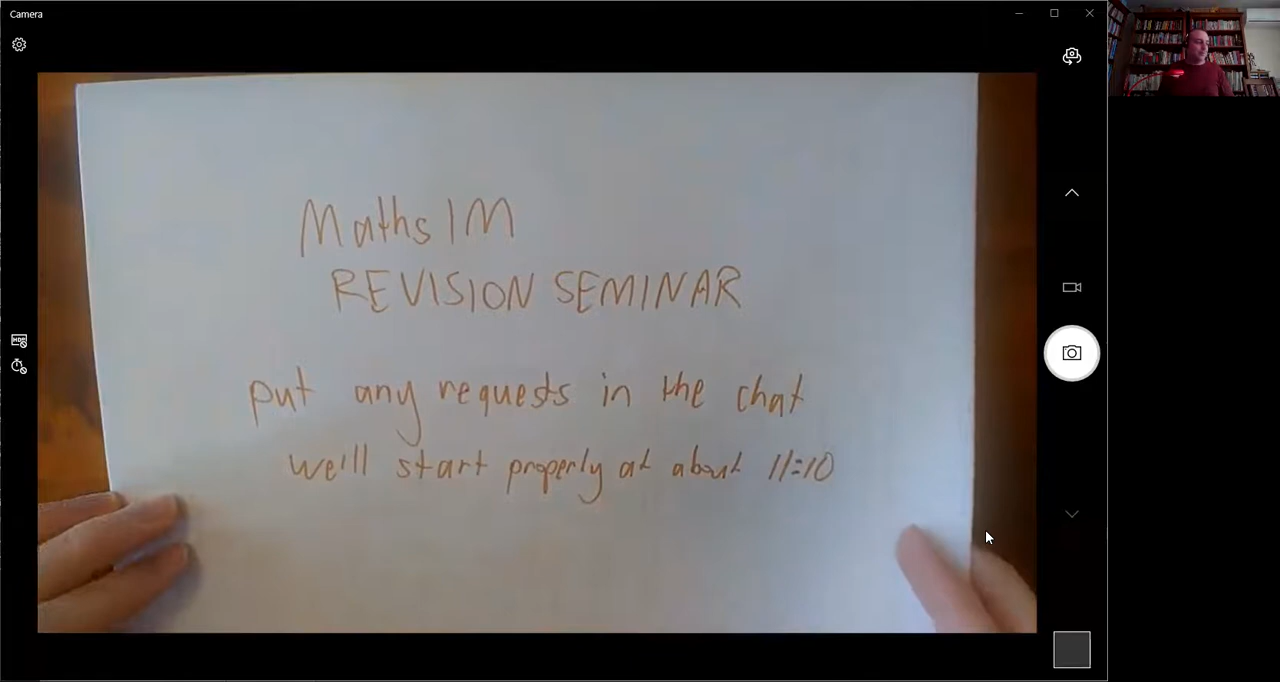 Camera
Maths 1M
REVISION SEMINAR
put any requests in the chat
we'll start properly at about 11:10